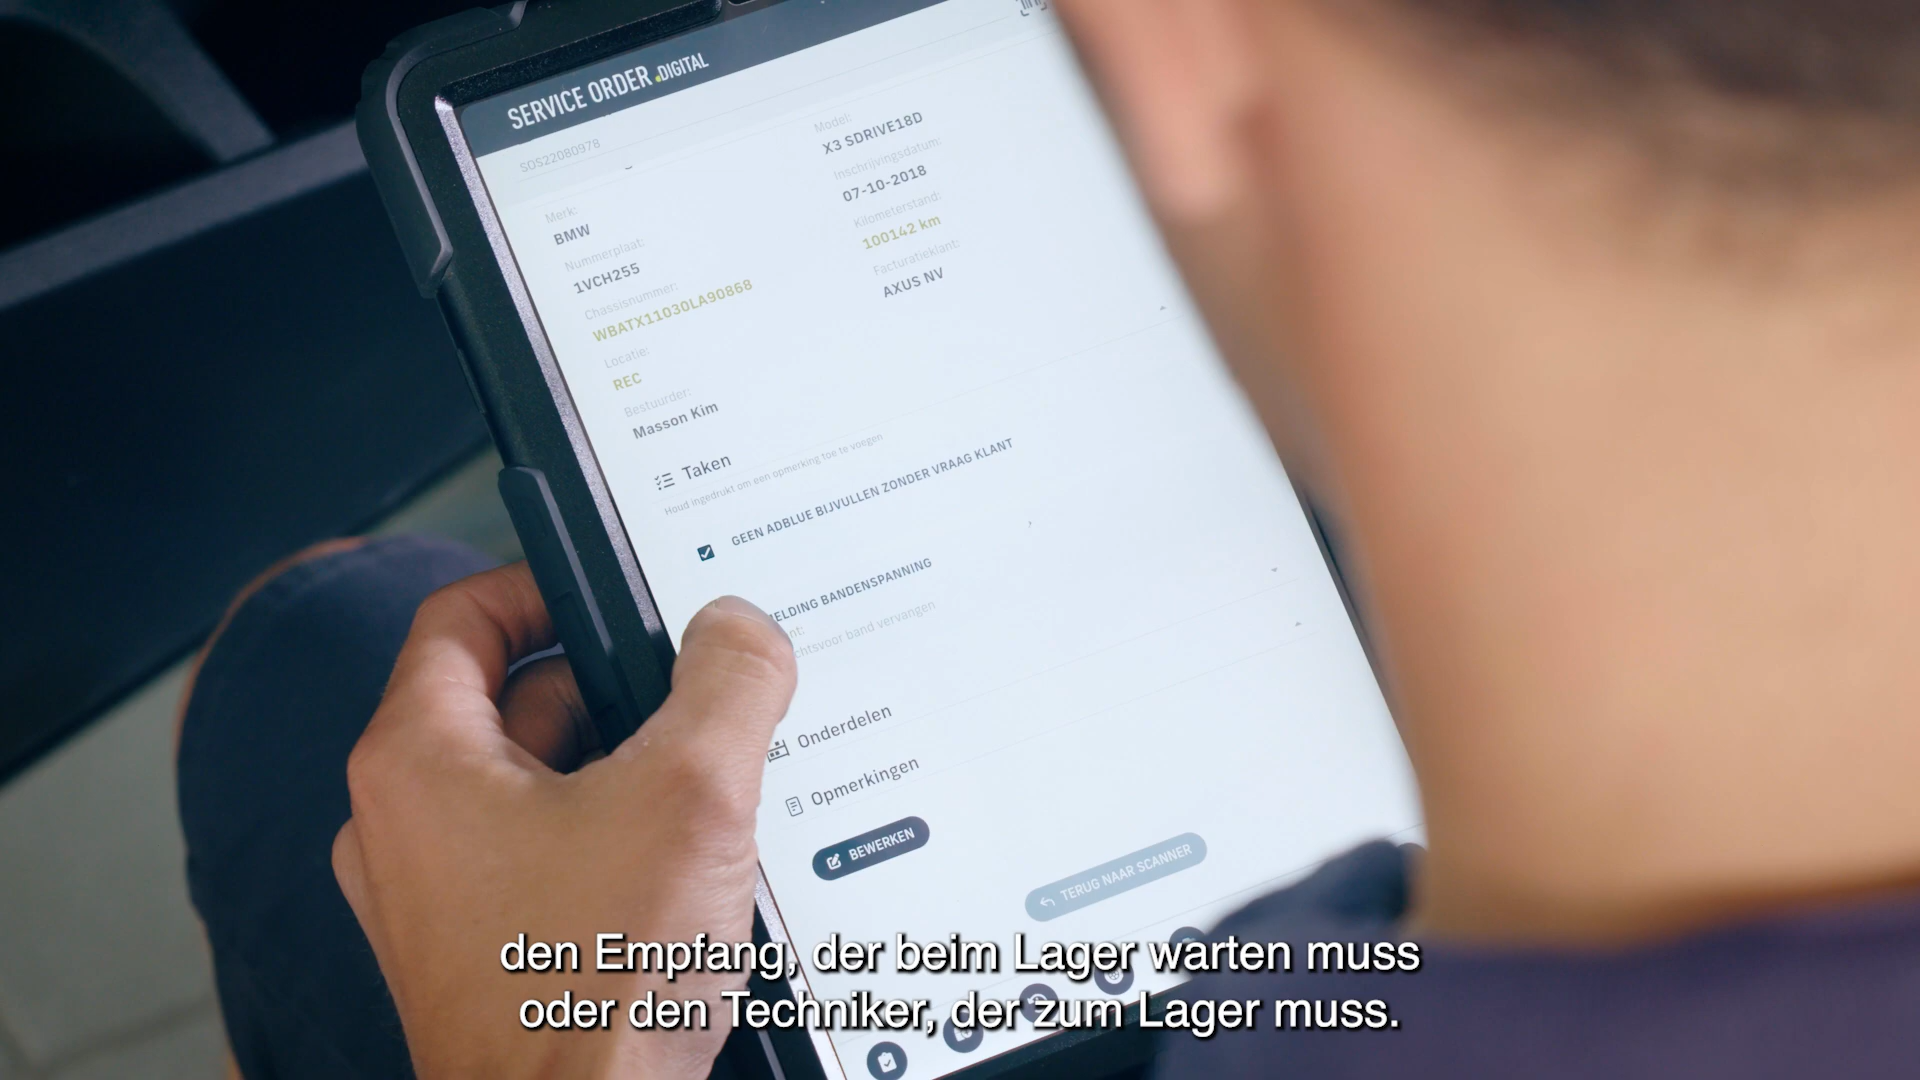 SERVICE ORDER.DIGITAL
SOS22080978
Merk:
BMW
Nummerplaat:
1VCH255
Chassisnummer:
WBATX11030LA90868
Locatie:
REC
Bestuurder:
Masson Kim
Model:
X3 SDRIVE18D
Inschrijvingsdatum:
07-10-2018
Kilometerstand:
100142 km
Facturatieklant:
AXUS NV
Taken
Houd ingedrukt om een opmerking toe te voegen
GEEN ADBLUE BIJVULLEN ZONDER VRAAG KLANT
ELDING BANDENSPANNING
nt:
chtsvoor band vervangen
Onderdelen
Opmerkingen
BEWERKEN
TERUG NAAR SCANNER
den Empfang, der beim Lager warten muss
oder den Techniker, der zum Lager muss.